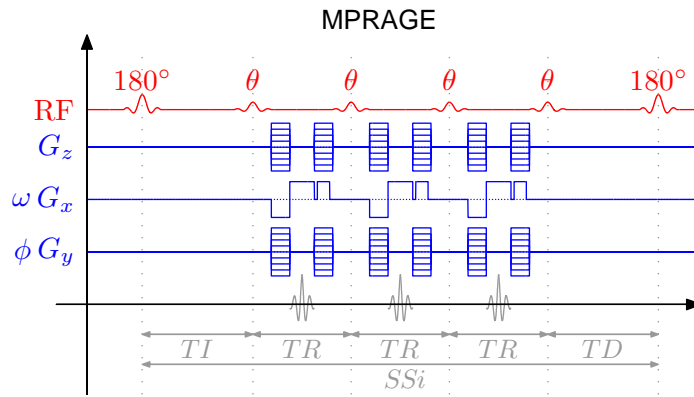 MPRAGE
180° θ θ θ θ 180°
RF
G_z
ω G_x
ϕ G_y
TI TR TR TR TD
SSi